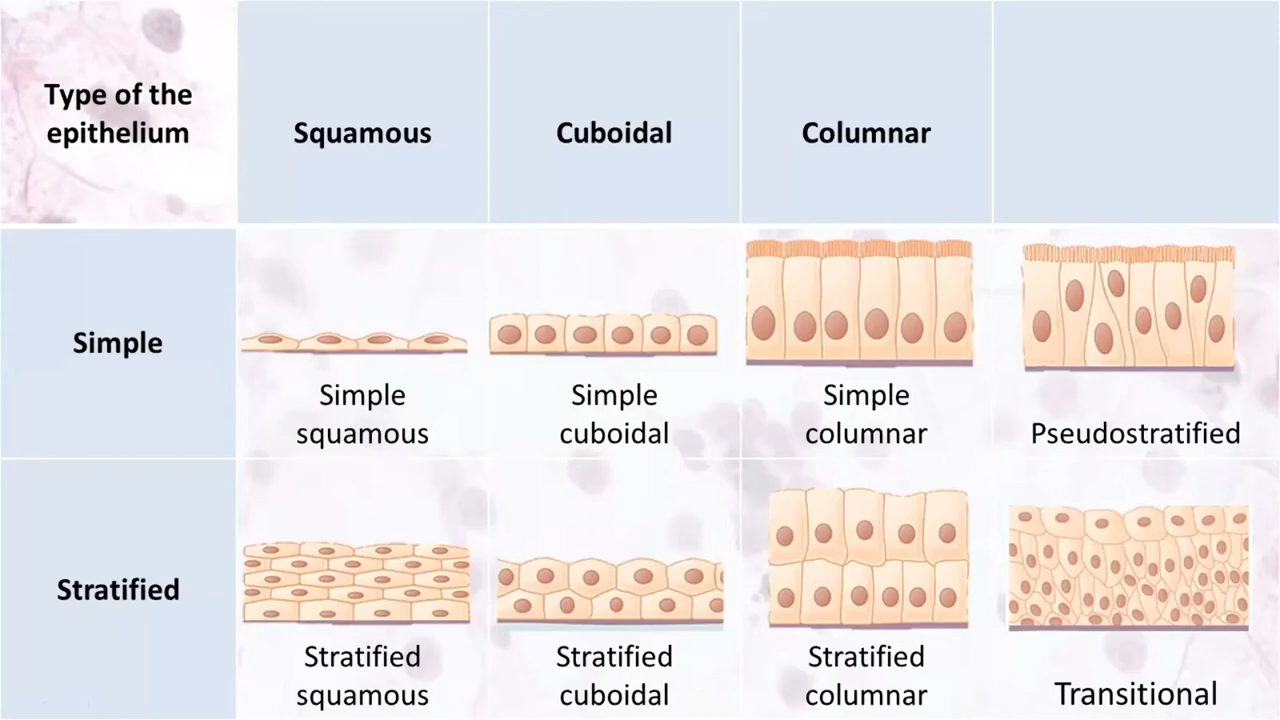 Type of the
epithelium
Squamous
Cuboidal
Columnar
Simple
Simple
squamous
Simple
cuboidal
Simple
columnar
Pseudostratified
Stratified
Stratified
squamous
Stratified
cuboidal
Stratified
columnar
Transitional